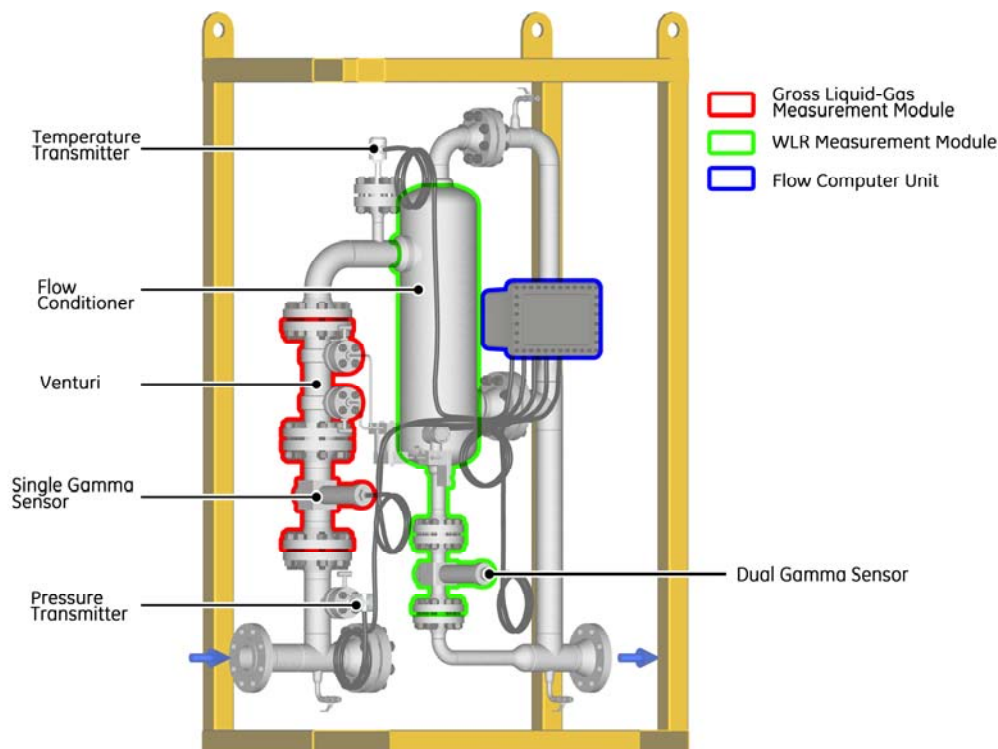 Temperature
Transmitter
Flow
Conditioner
Venturi
Single Gamma
Sensor
Pressure
Transmitter
Gross Liquid-Gas
Measurement Module
WLR Measurement Module
Flow Computer Unit
Dual Gamma Sensor